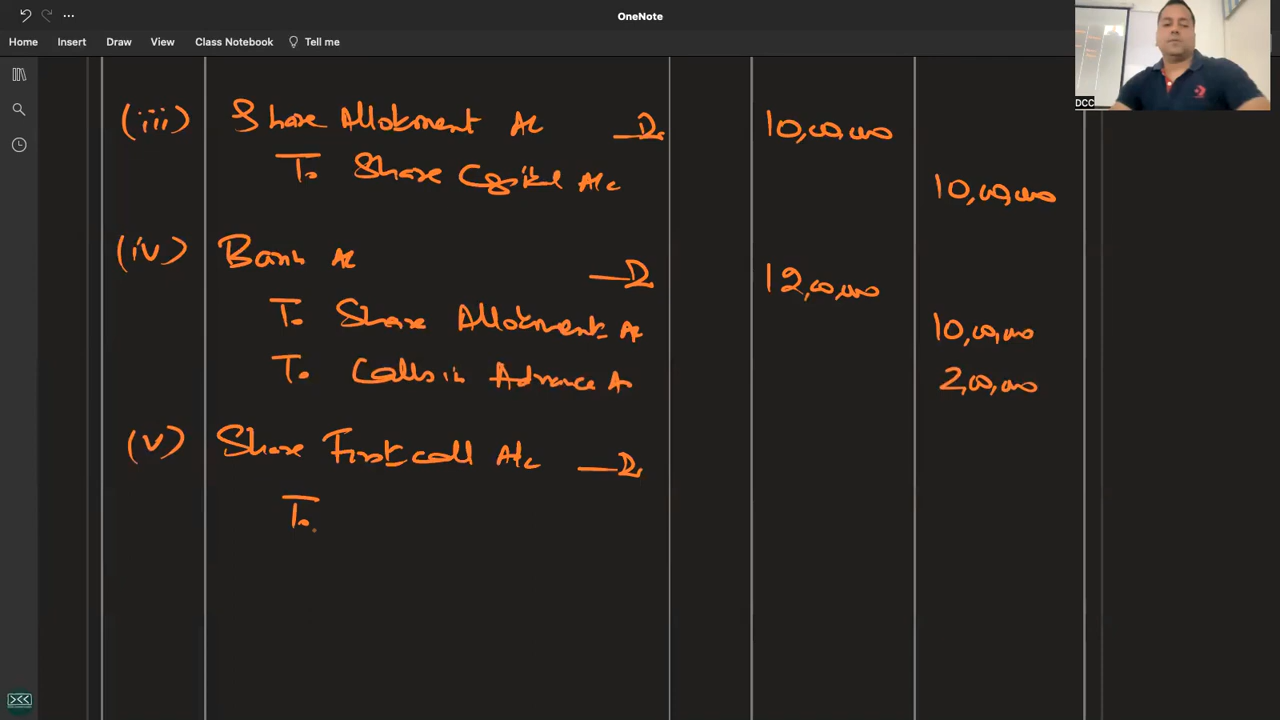 OneNote
Home Insert Draw View Class Notebook Tell me
DCC
(iii) Share Allotment A/c —Dr 10,00,000
To Share Capital A/c 10,00,000
(iv) Bank A/c —Dr 12,00,000
To Share Allotment A/c 10,00,000
To Calls in Advance A/c 2,00,000
(v) Share First call A/c —Dr
To